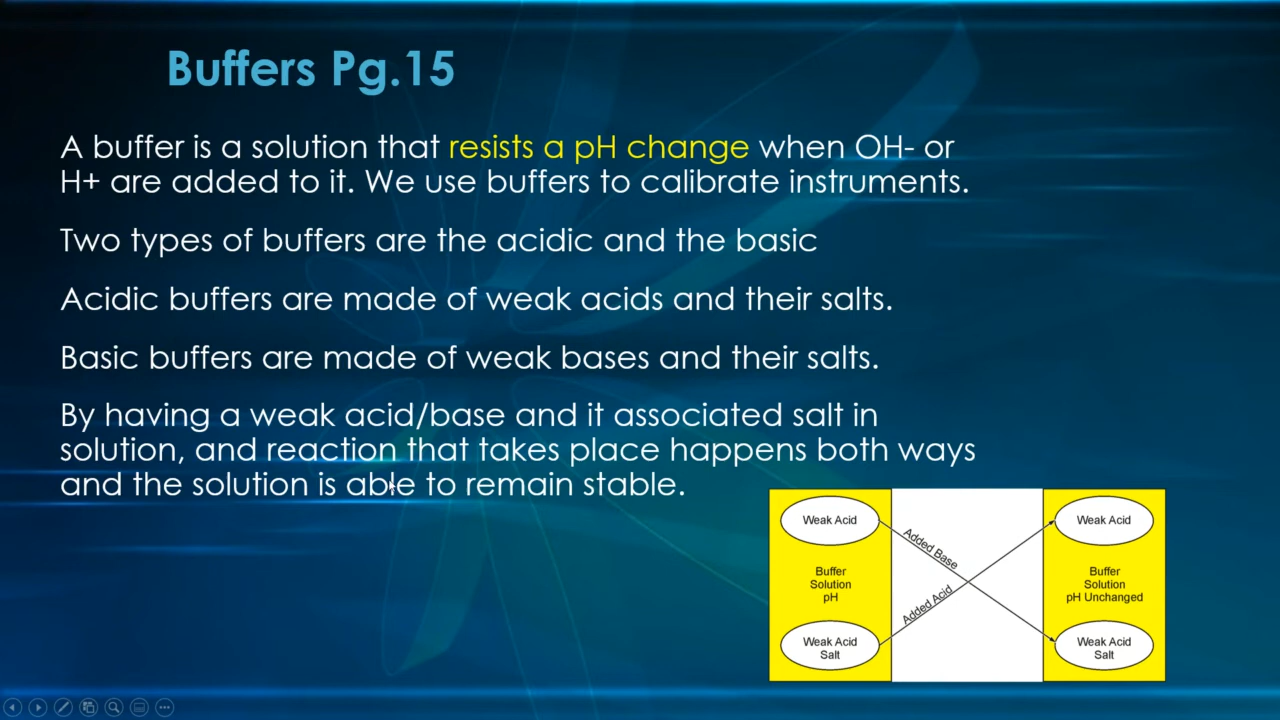 Buffers Pg.15
A buffer is a solution that resists a pH change when OH- or
H+ are added to it. We use buffers to calibrate instruments.
Two types of buffers are the acidic and the basic
Acidic buffers are made of weak acids and their salts.
Basic buffers are made of weak bases and their salts.
By having a weak acid/base and it associated salt in
solution, and reaction that takes place happens both ways
and the solution is able to remain stable.
Weak Acid
Buffer
Solution
pH
Weak Acid
Salt
Added Base
Added Acid
Weak Acid
Buffer
Solution
pH Unchanged
Weak Acid
Salt